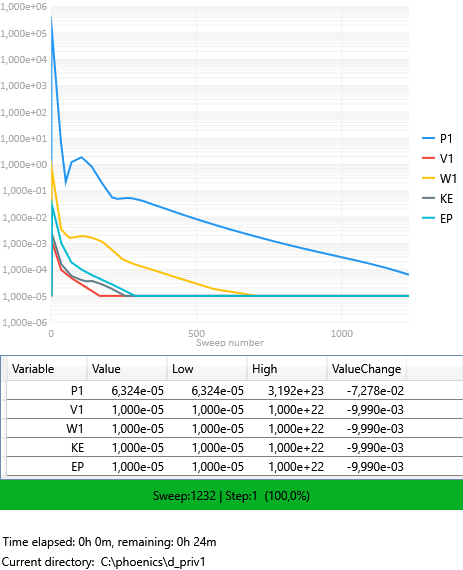 1,000e+06
1,000e+05
1,000e+04
1,000e+03
1,000e+02
1,000e+01
1,000e+00
1,000e-01
1,000e-02
1,000e-03
1,000e-04
1,000e-05
1,000e-06
0 500 1000
Sweep number
P1
V1
W1
KE
EP
Variable Value Low High ValueChange
P1 6,324e-05 6,324e-05 3,192e+23 -7,278e-02
V1 1,000e-05 1,000e-05 1,000e+22 -9,990e-03
W1 1,000e-05 1,000e-05 1,000e+22 -9,990e-03
KE 1,000e-05 1,000e-05 1,000e+22 -9,990e-03
EP 1,000e-05 1,000e-05 1,000e+22 -9,990e-03
Sweep:1232 | Step:1 (100,0%)
Time elapsed: 0h 0m, remaining: 0h 24m
Current directory: C:\phoenics\d_priv1